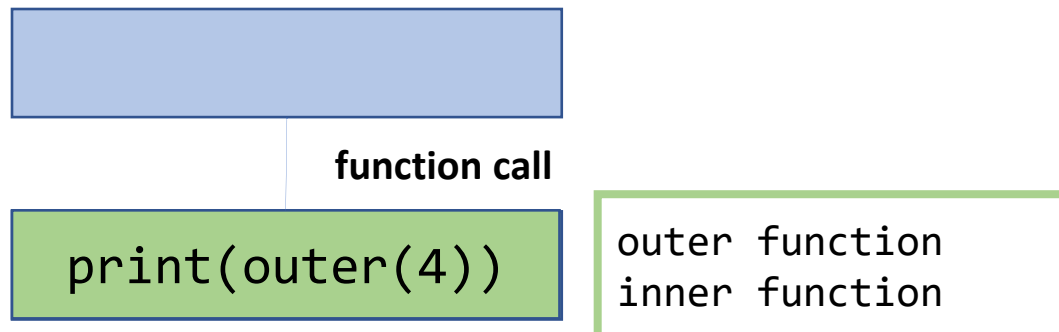 function call
print(outer(4))
outer function
inner function